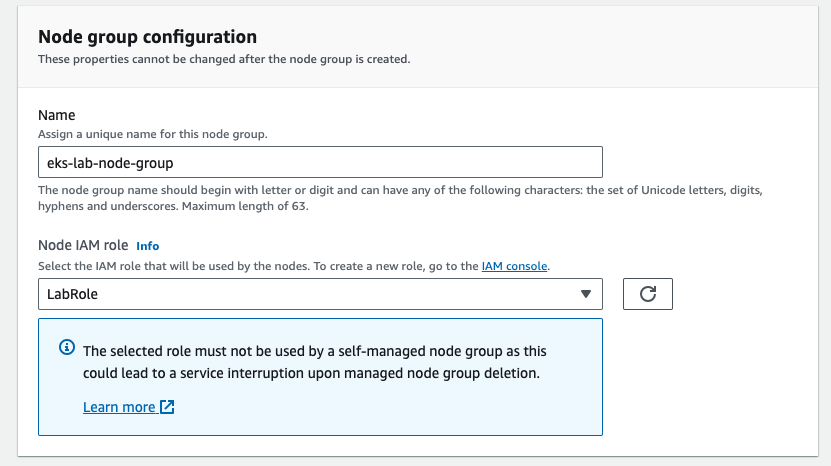 Node group configuration
These properties cannot be changed after the node group is created.
Name
Assign a unique name for this node group.
eks-lab-node-group
The node group name should begin with letter or digit and can have any of the following characters: the set of Unicode letters, digits,
hyphens and underscores. Maximum length of 63.
Node IAM role Info
Select the IAM role that will be used by the nodes. To create a new role, go to the IAM console.
LabRole
The selected role must not be used by a self-managed node group as this
could lead to a service interruption upon managed node group deletion.
Learn more